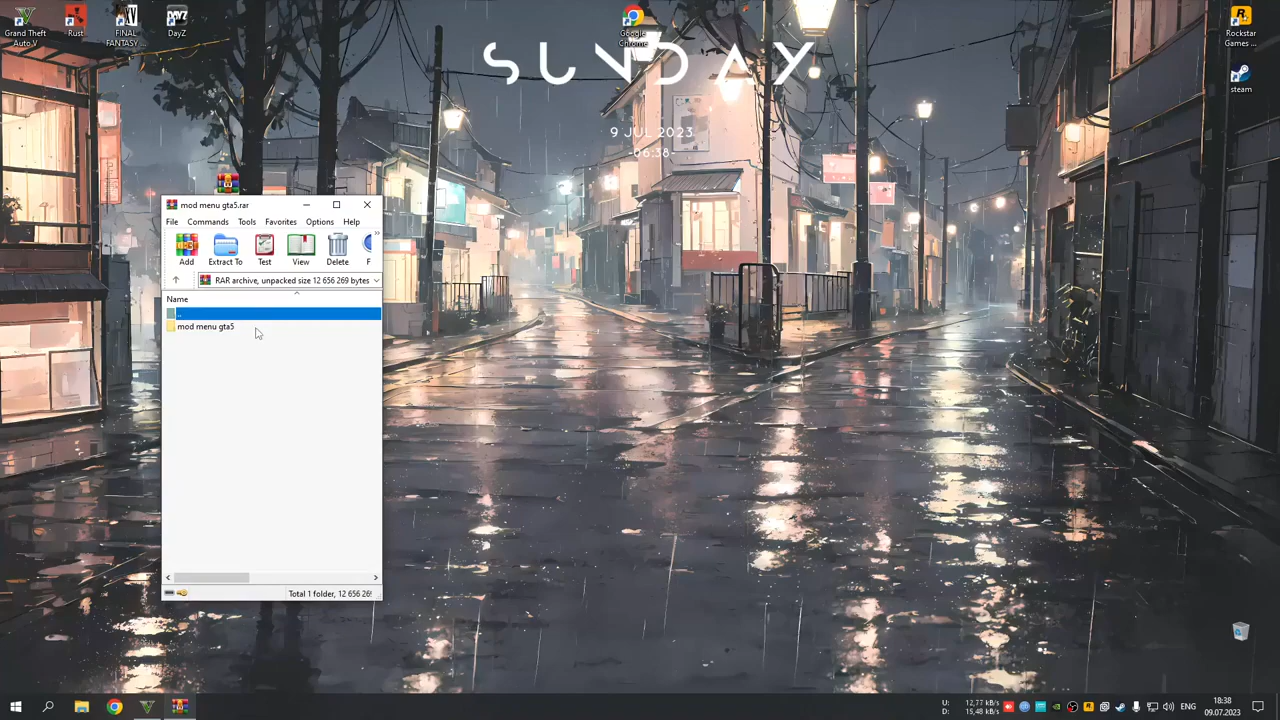 Grand Theft
Auto V
Rust
FINAL
FANTASY ...
DayZ
Google
Chrome
Rockstar
Games ...
steam
SUNDAY
9 JUL 2023
-06:38-
mod menu gta5.rar
File Commands Tools Favorites Options Help
Add Extract To Test View Delete F
RAR archive, unpacked size 12 656 269 bytes
Name
..
mod menu gta5
Total 1 folder, 12 656 26
U: 12,77 kB/s
D: 15,48 kB/s
ENG
18:38
09.07.2023